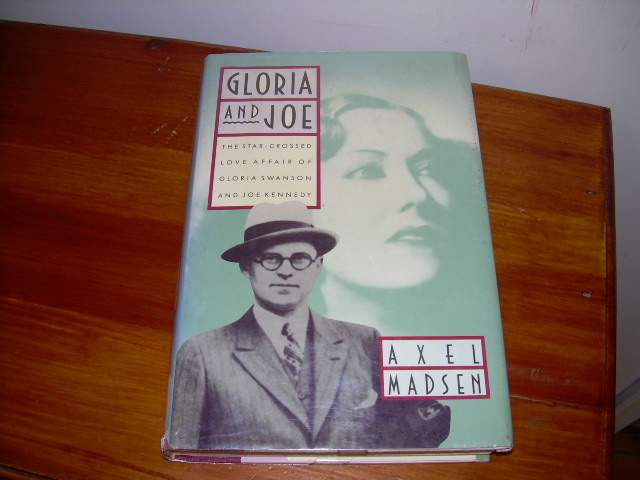 GLORIA
AND JOE
THE STAR-CROSSED
LOVE AFFAIR OF
GLORIA SWANSON
AND JOE KENNEDY
AXEL
MADSEN